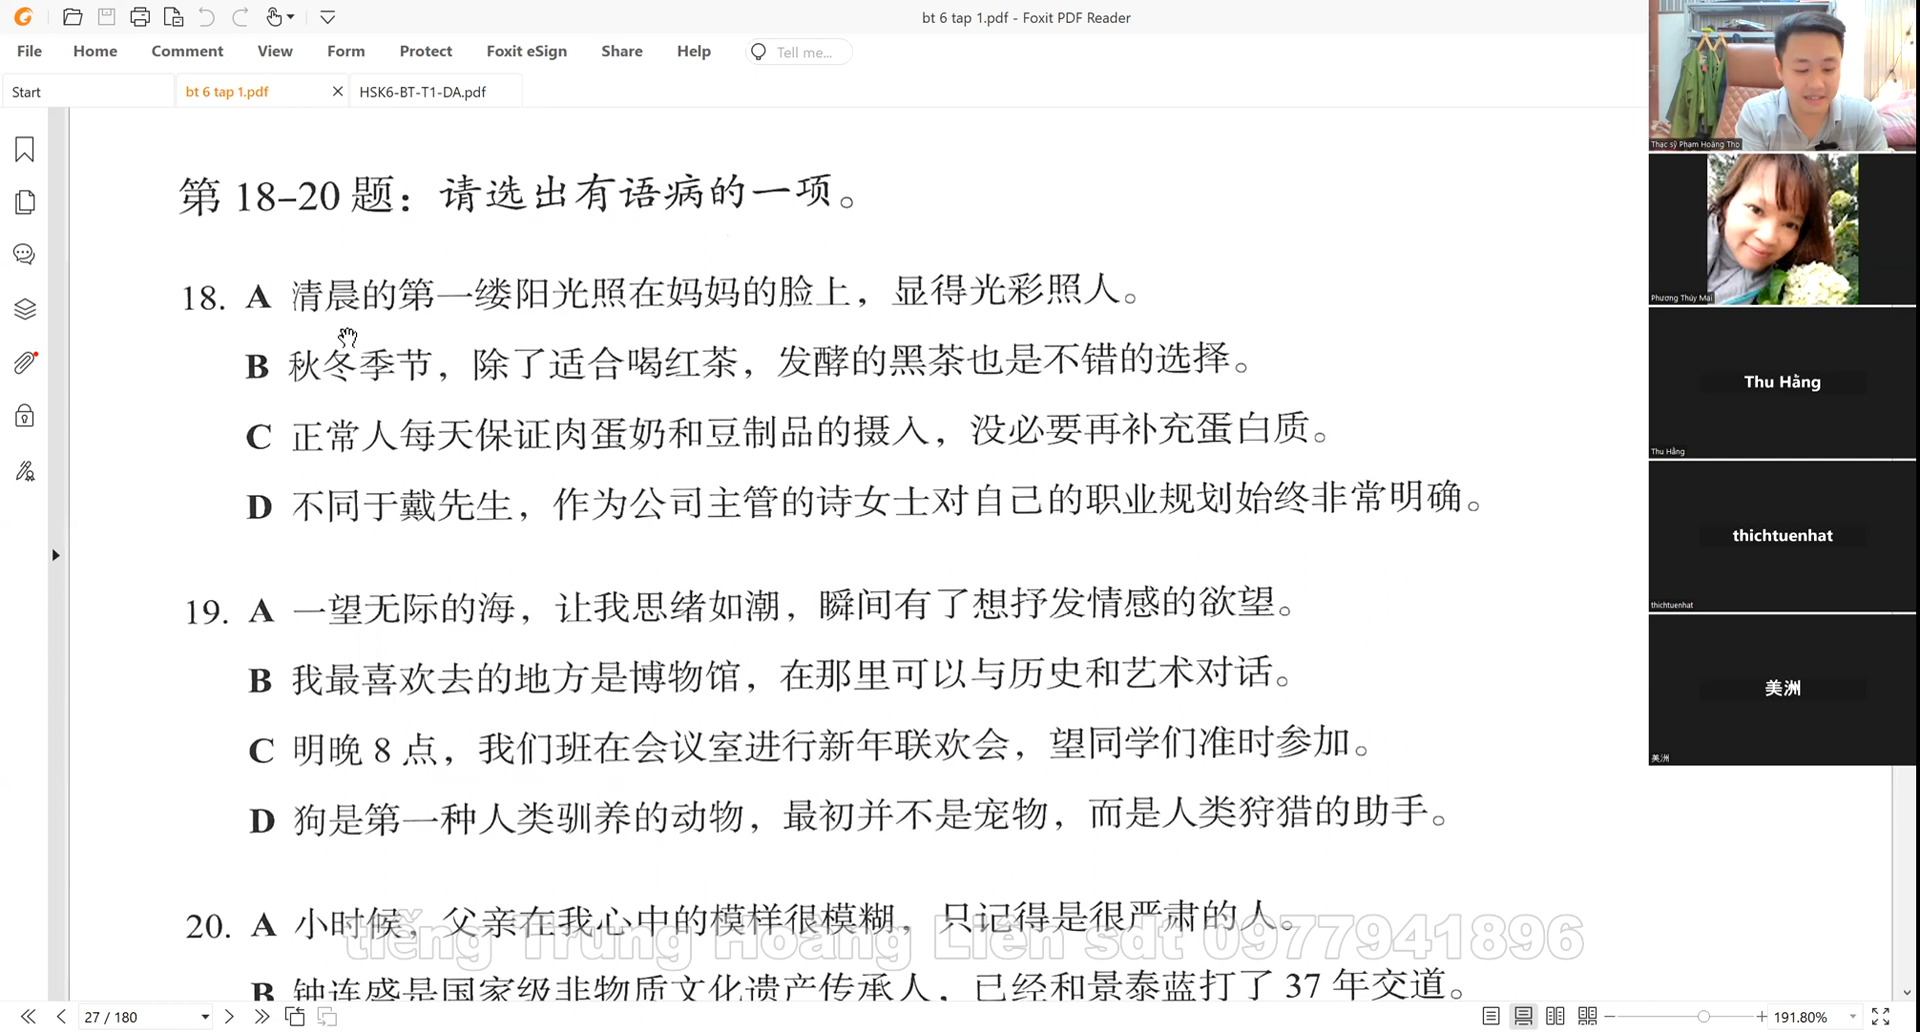 bt 6 tap 1.pdf - Foxit PDF Reader
File Home Comment View Form Protect Foxit eSign Share Help Tell me...
Start bt 6 tap 1.pdf HSK6-BT-T1-DA.pdf
第 18–20 题：请选出有语病的一项。
18. A 清晨的第一缕阳光照在妈妈的脸上，显得光彩照人。
B 秋冬季节，除了适合喝红茶，发酵的黑茶也是不错的选择。
C 正常人每天保证肉蛋奶和豆制品的摄入，没必要再补充蛋白质。
D 不同于戴先生，作为公司主管的诗女士对自己的职业规划始终非常明确。
19. A 一望无际的海，让我思绪如潮，瞬间有了想抒发情感的欲望。
B 我最喜欢去的地方是博物馆，在那里可以与历史和艺术对话。
C 明晚 8 点，我们班在会议室进行新年联欢会，望同学们准时参加。
D 狗是第一种人类驯养的动物，最初并不是宠物，而是人类狩猎的助手。
20. A 小时候，父亲在我心中的模样很模糊，只记得是很严肃的人。
tiếng Trung Hoàng Liên sdt 0977941896
B 钟连盛是国家级非物质文化遗产传承人，已经和景泰蓝打了 37 年交道。
Thạc sỹ Phạm Hoàng Thọ
Phương Thúy Mai
Thu Hằng
Thu Hằng
thichtuenhat
thichtuenhat
美洲
美洲
27 / 180
191.80%